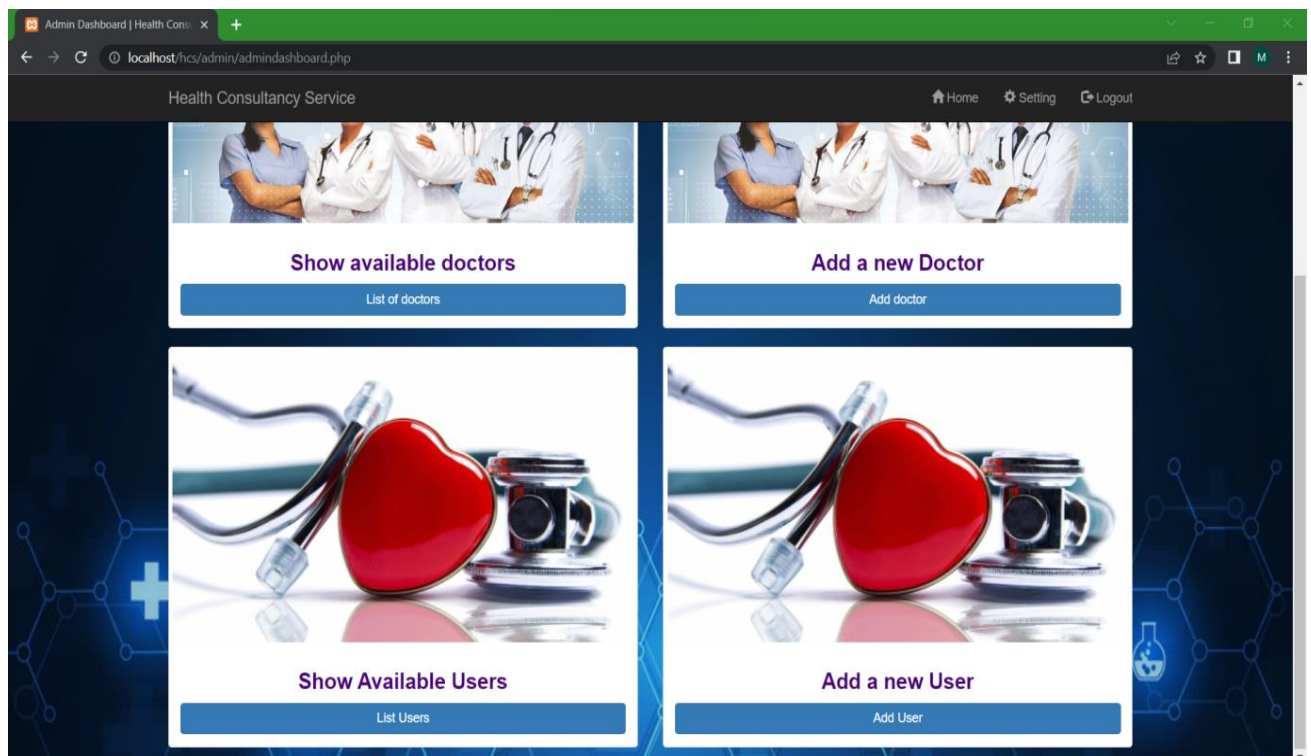 Admin Dashboard | Health Cons
localhost/hcs/admin/admindashboard.php
M
Health Consultancy Service
Home Setting Logout
Show available doctors
List of doctors
Add a new Doctor
Add doctor
Show Available Users
List Users
Add a new User
Add User